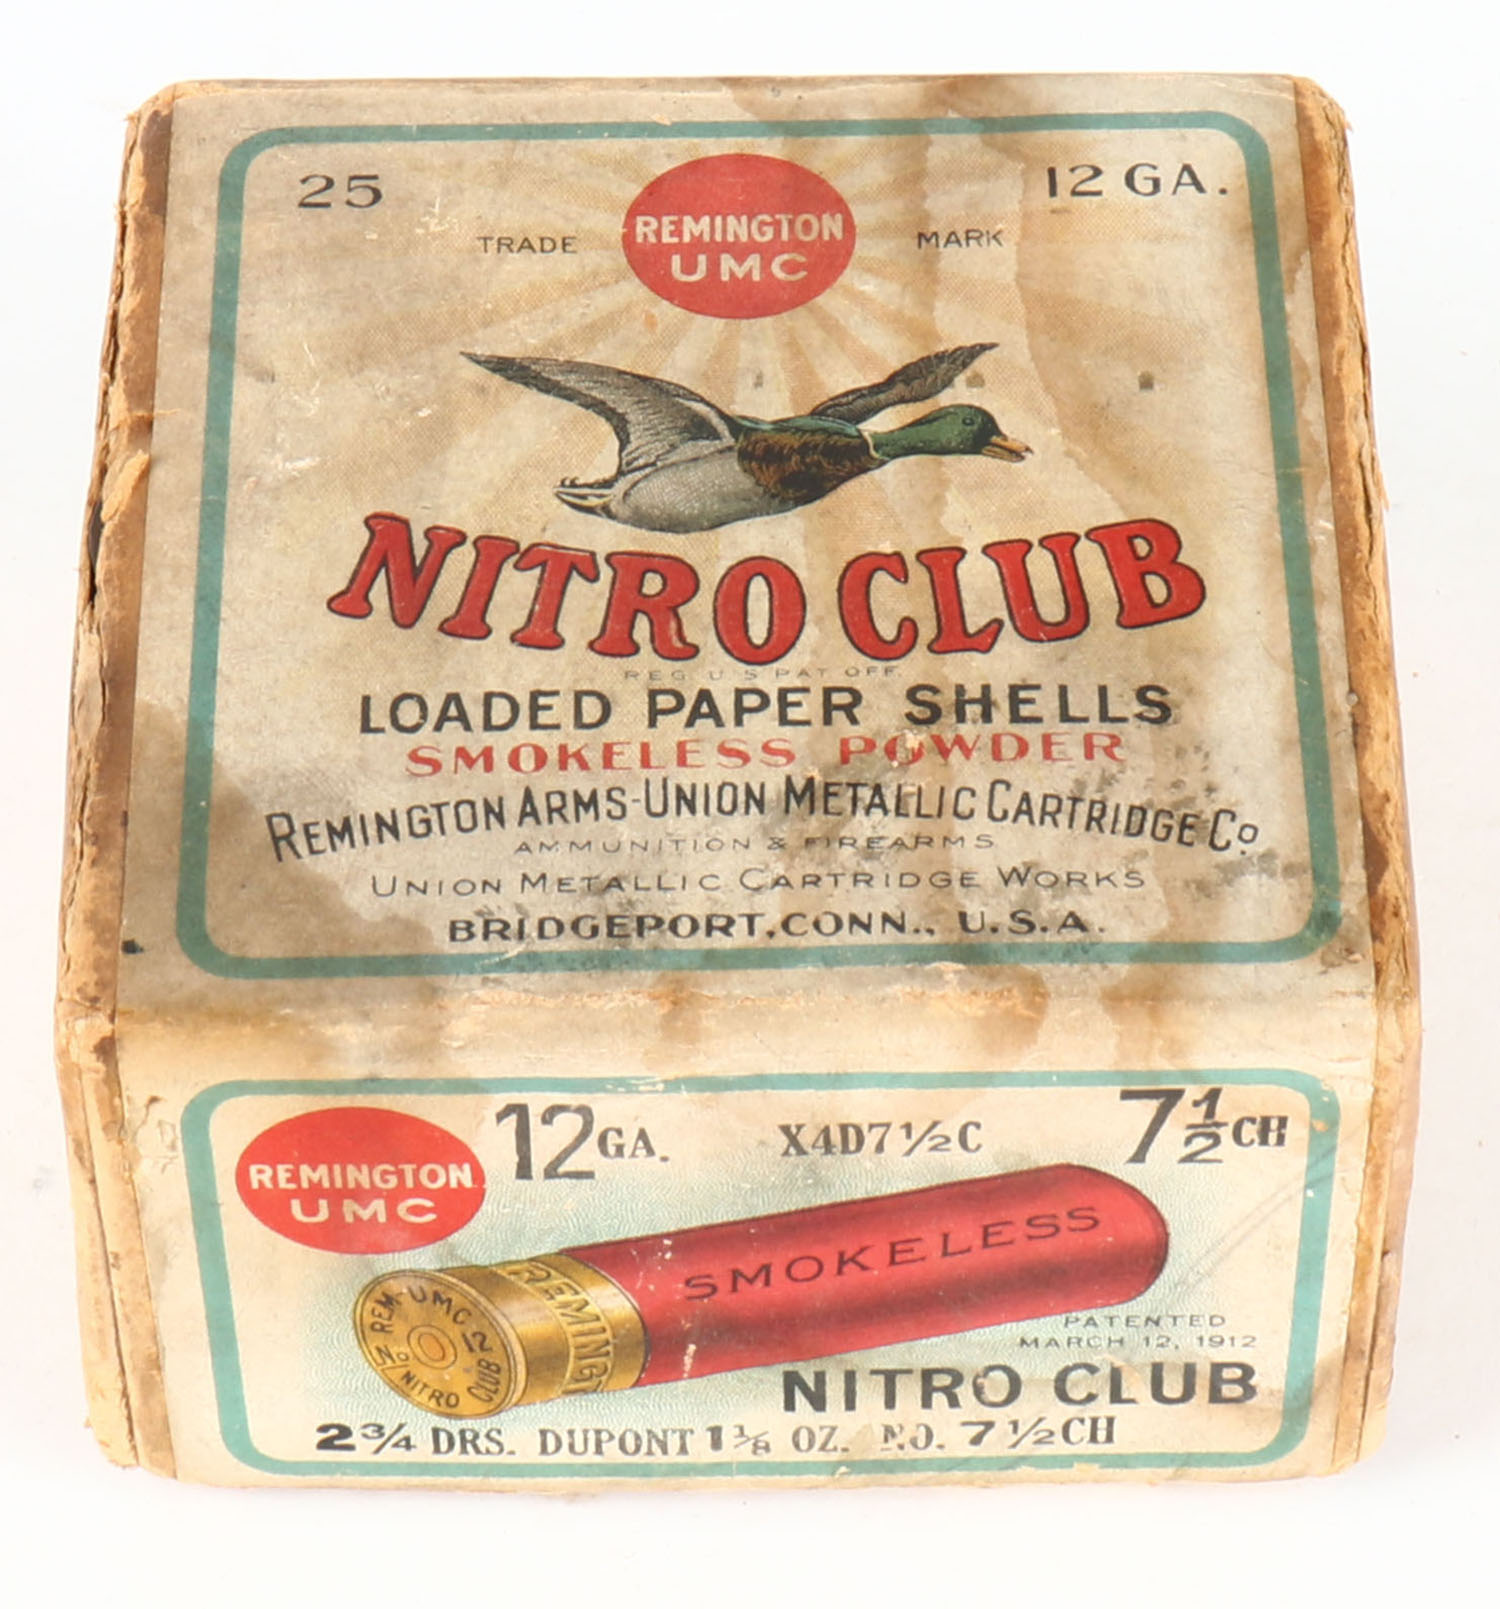 25
12 GA.
TRADE REMINGTON UMC MARK
NITRO CLUB
REG. U S PAT OFF.
LOADED PAPER SHELLS
SMOKELESS POWDER
REMINGTON ARMS-UNION METALLIC CARTRIDGE Co
AMMUNITION & FIREARMS
UNION METALLIC CARTRIDGE WORKS
BRIDGEPORT, CONN., U.S.A.
REMINGTON
UMC
12 GA.
X4D7½C
7½ CH
SMOKELESS
REMINGT
REM-UMC
No 12
NITRO CLUB
PATENTED
MARCH 12, 1912
NITRO CLUB
2¾ DRS. DUPONT 1⅛ OZ. NO. 7½CH